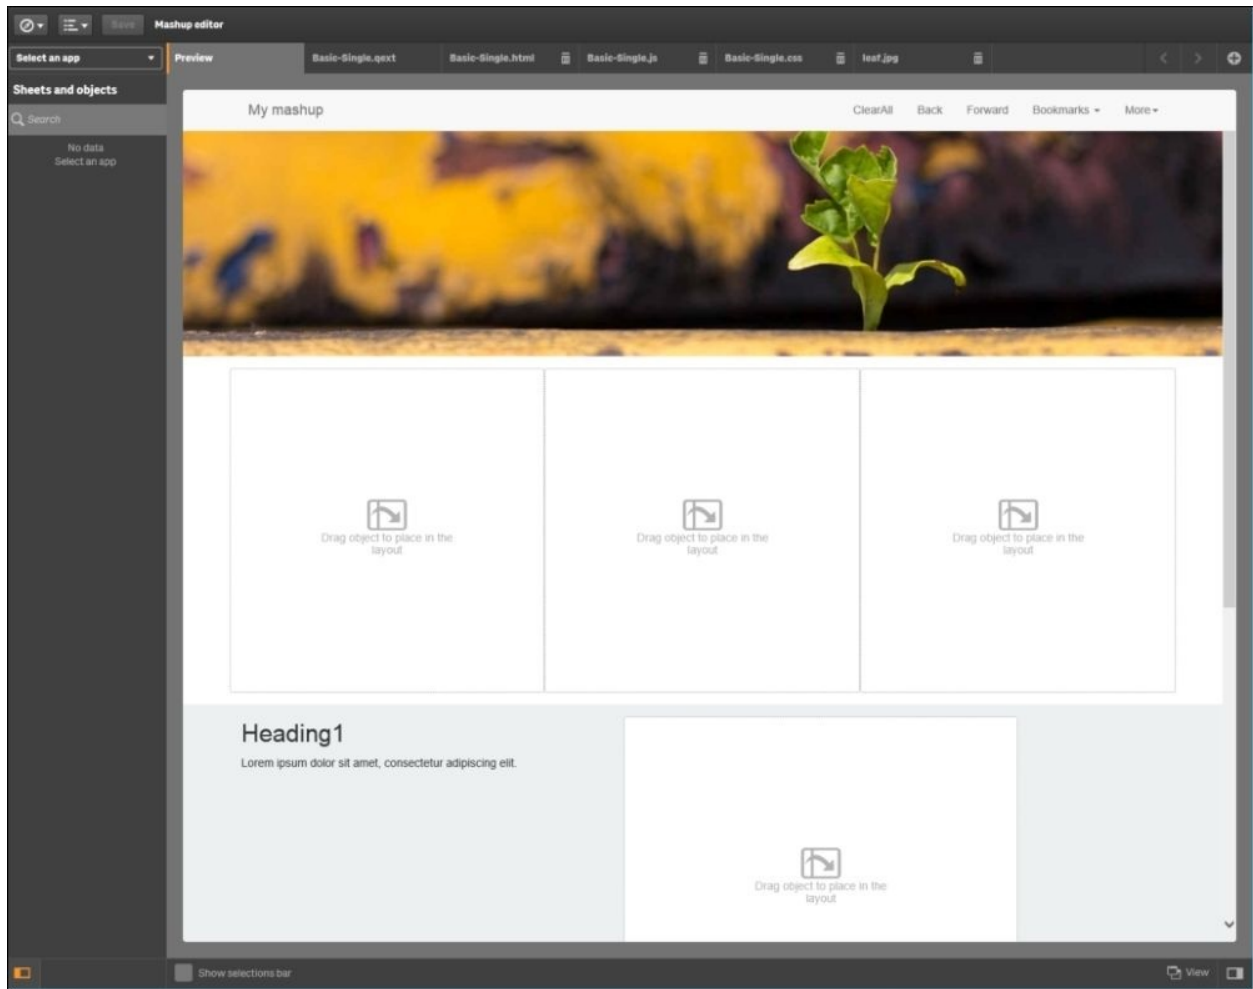 Save
Mashup editor
Select an app
Preview
Basic-Single.qext
Basic-Single.html
Basic-Single.js
Basic-Single.css
leaf.jpg
Sheets and objects
Search
No data
Select an app
My mashup
ClearAll
Back
Forward
Bookmarks
More
Drag object to place in the
layout
Drag object to place in the
layout
Drag object to place in the
layout
Heading1
Lorem ipsum dolor sit amet, consectetur adipiscing elit.
Drag object to place in the
layout
Show selections bar
View